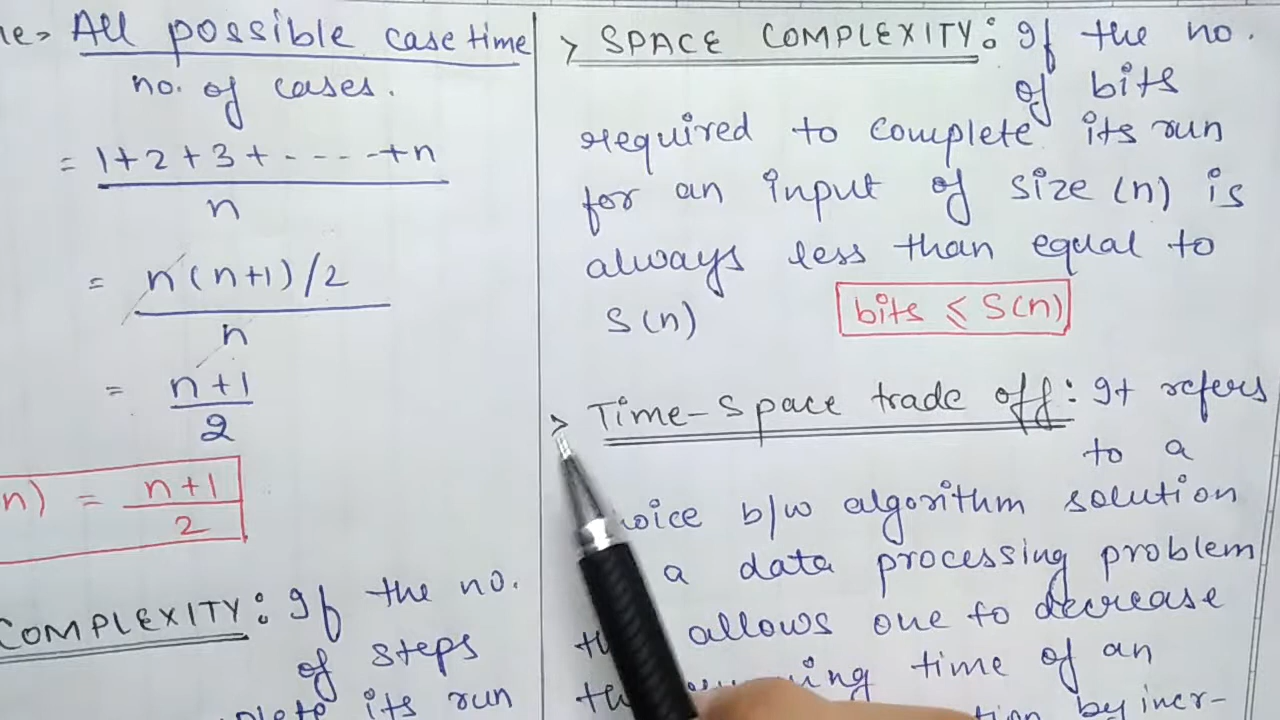 All possible case time
no. of cases.
= 1+2+3+----+n
n
= n(n+1)/2
n
= n+1
2
n) = n+1
2
COMPLEXITY: If the no.
of steps
its run
> SPACE COMPLEXITY: If the no.
of bits
required to complete its run
for an input of size (n) is
always less than equal to
S(n) bits ≤ S(n)
> Time-Space trade off: It refers
to a
b/w algorithm solution
a data processing problem
allows one to decrease
time of an
by incr-